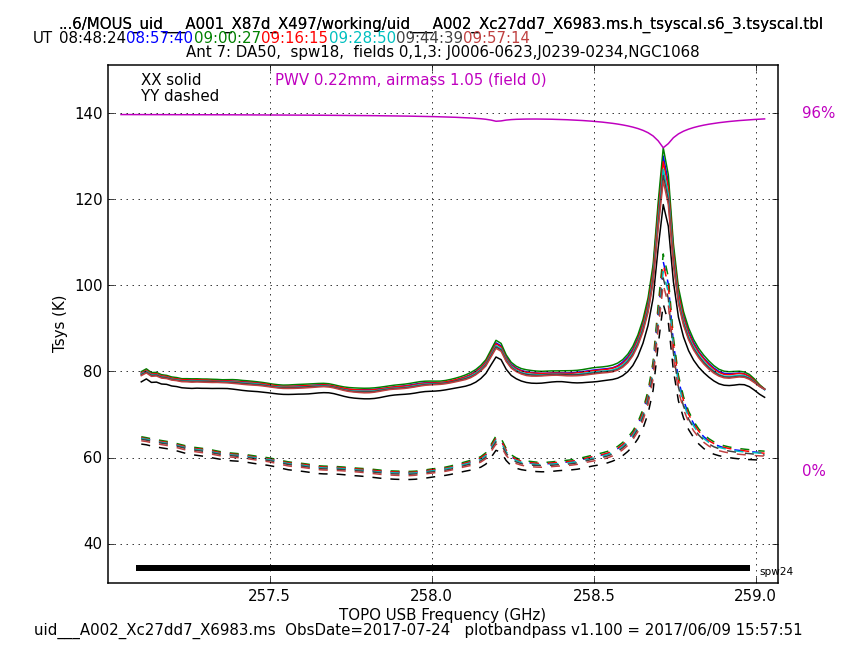 ...6/MOUS_uid___A001_X87d_X497/working/uid___A002_Xc27dd7_X6983.ms.h_tsyscal.s6_3.tsyscal.tbl
UT 08:48:24 08:57:40 09:00:27 09:16:15 09:28:50 09:44:39 09:57:14
Ant 7: DA50, spw18, fields 0,1,3: J0006-0623,J0239-0234,NGC1068
XX solid PWV 0.22mm, airmass 1.05 (field 0)
YY dashed
140 96%
120
100
Tsys (K)
80
60 0%
40
spw24
257.5 258.0 258.5 259.0
TOPO USB Frequency (GHz)
uid___A002_Xc27dd7_X6983.ms ObsDate=2017-07-24 plotbandpass v1.100 = 2017/06/09 15:57:51